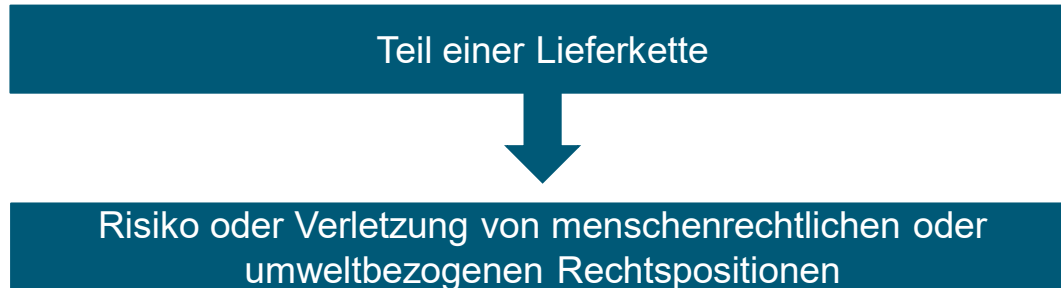 Teil einer Lieferkette
Risiko oder Verletzung von menschenrechtlichen oder
umweltbezogenen Rechtspositionen